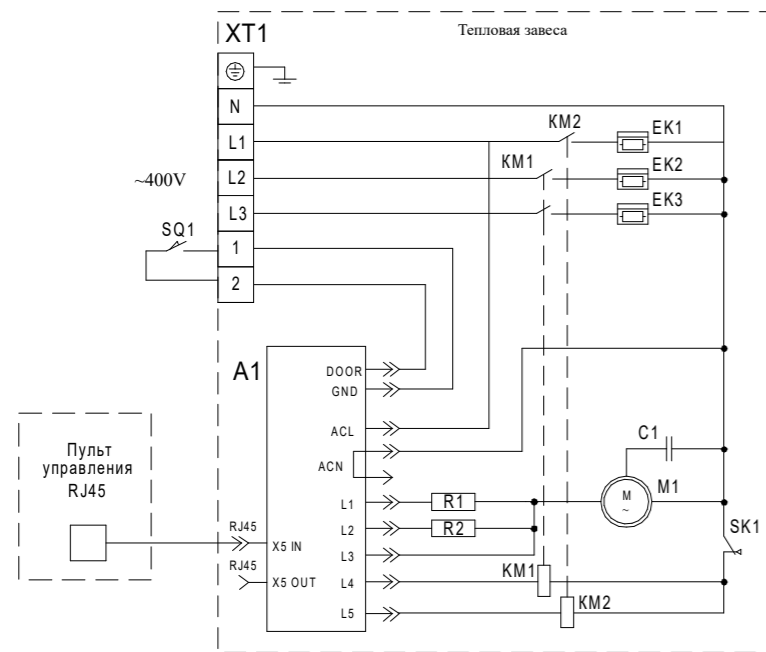 XT1
Тепловая завеса
N
L1
KM2
EK1
~400V
L2
KM1
EK2
L3
EK3
SQ1
1
2
A1
DOOR
GND
ACL
ACN
C1
Пульт
управления
RJ45
L1
R1
M
~
M1
L2
R2
SK1
RJ45
X5 IN
L3
RJ45
X5 OUT
L4
KM1
L5
KM2